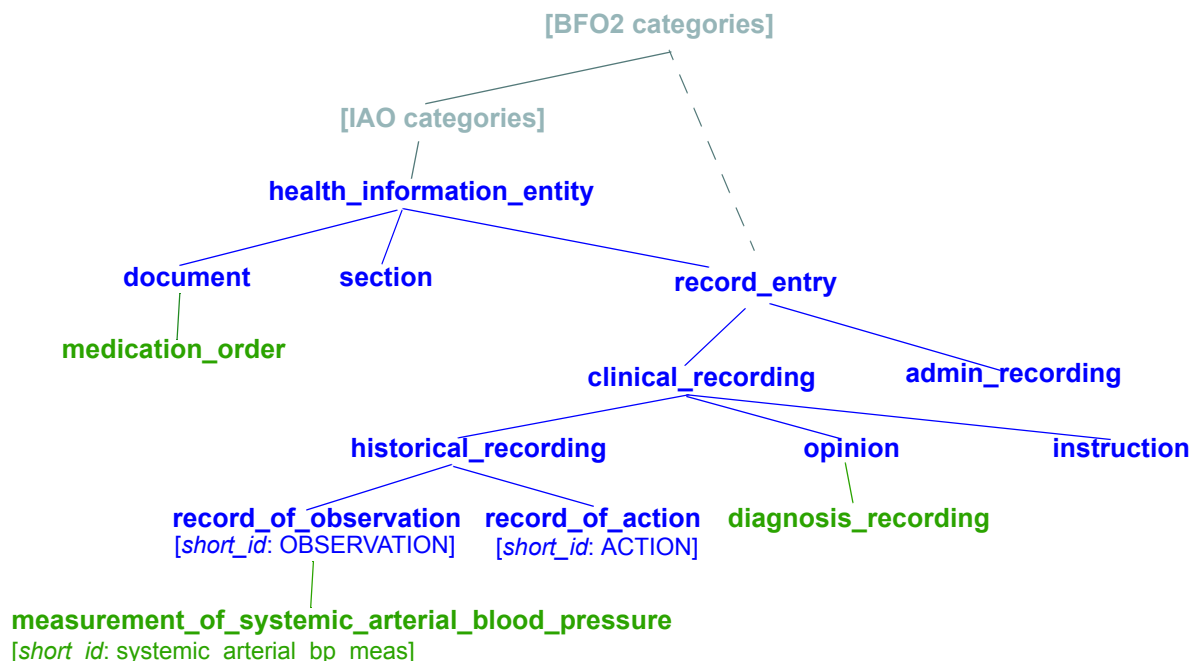 [BFO2 categories]
[IAO categories]
health_information_entity
document section record_entry
medication_order
clinical_recording admin_recording
historical_recording opinion instruction
record_of_observation record_of_action diagnosis_recording
[short_id: OBSERVATION] [short_id: ACTION]
measurement_of_systemic_arterial_blood_pressure
[short_id: systemic_arterial_bp_meas]